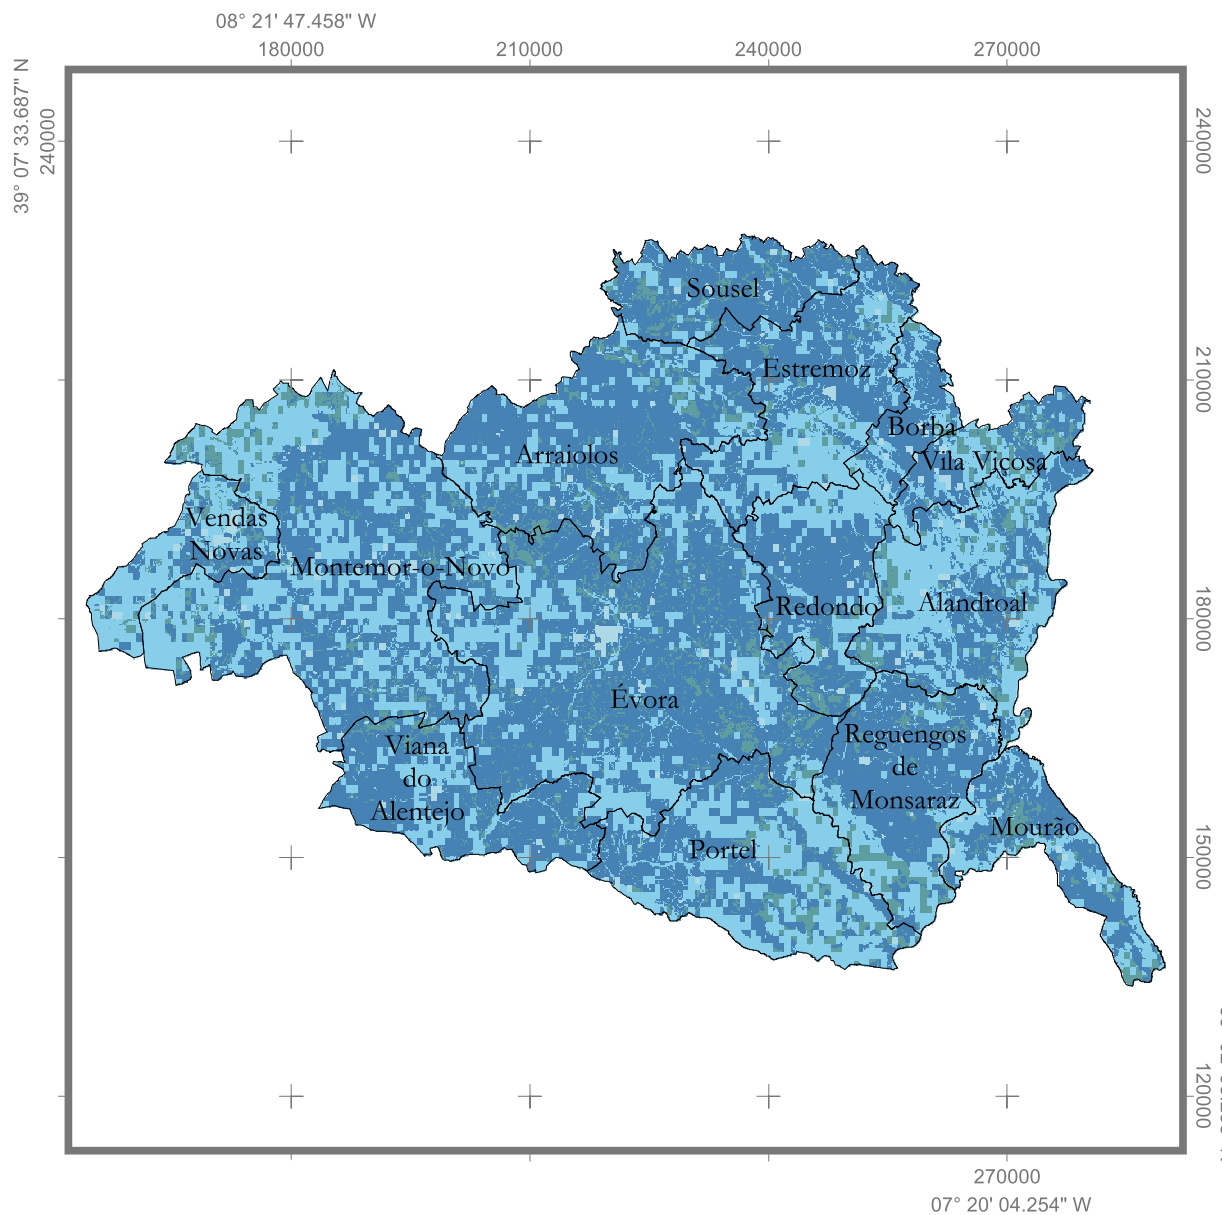 08° 21' 47.458" W
180000 210000 240000 270000
39° 07' 33.687" N
240000
240000
210000
180000
150000
120000
Sousel
Estremoz
Borba
Arraiolos
Vila Viçosa
Vendas
Novas
Montemor-o-Novo
Redondo
Alandroal
Évora
Reguengos
de
Monsaraz
Viana
do
Alentejo
Mourão
Portel
270000
07° 20' 04.254" W